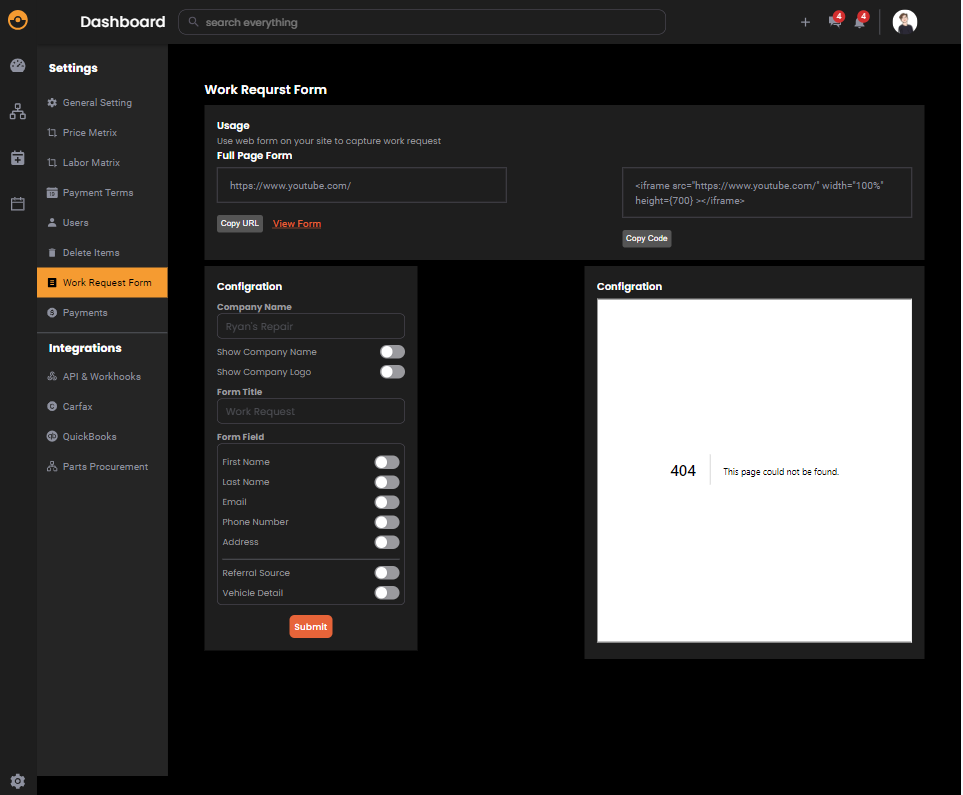 Dashboard
search everything
4
4
Settings
General Setting
Price Metrix
Labor Matrix
Payment Terms
Users
Delete Items
Work Request Form
Payments
Integrations
API & Workhooks
Carfax
QuickBooks
Parts Procurement
Work Requrst Form
Usage
Use web form on your site to capture work request
Full Page Form
https://www.youtube.com/
Copy URL
View Form
<iframe src="https://www.youtube.com/" width="100%"
height={700} ></iframe>
Copy Code
Configration
Company Name
Ryan's Repair
Show Company Name
Show Company Logo
Form Title
Work Request
Form Field
First Name
Last Name
Email
Phone Number
Address
Referral Source
Vehicle Detail
Submit
Configration
404
This page could not be found.